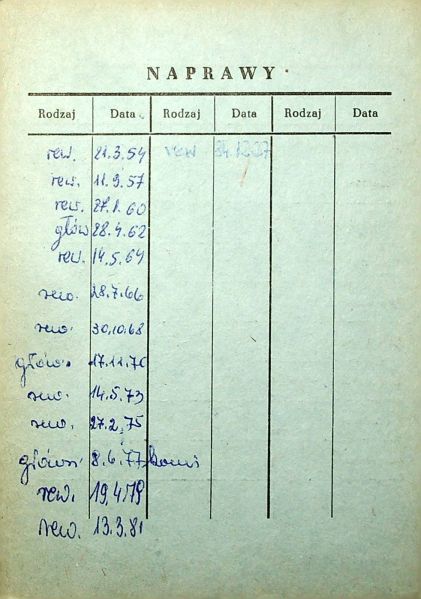 NAPRAWY
Rodzaj Data Rodzaj Data Rodzaj Data
rew. 21.3.54 rew
rew. 11.9.57
rew. 27.1.60
głów 28.4.62
rew. 14.5.64
rew. 28.7.66
rew. 30.10.68
główn. 17.11.70
rew. 14.5.73
rew. 27.2.75
główn. 8.6.77
rew. 19.4.79
rew. 13.3.81